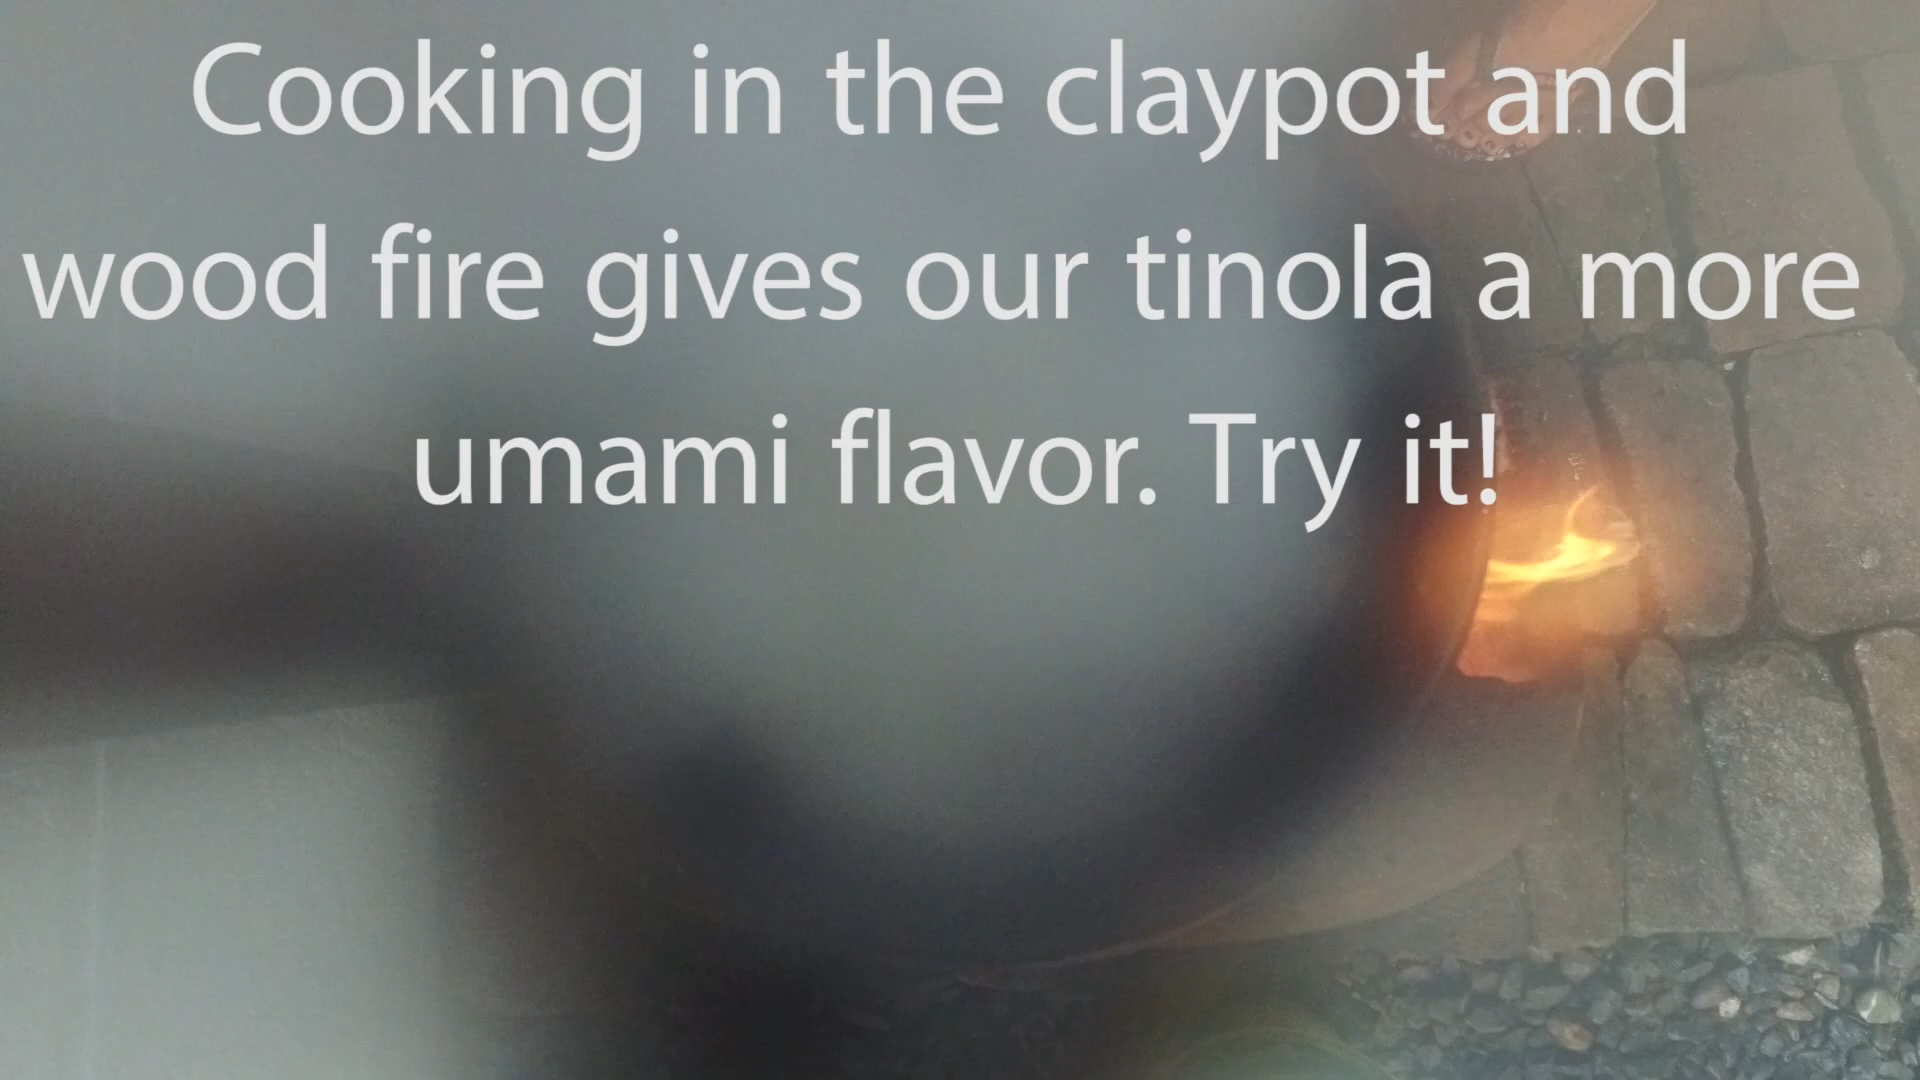 Cooking in the claypot and
wood fire gives our tinola a more
umami flavor. Try it!